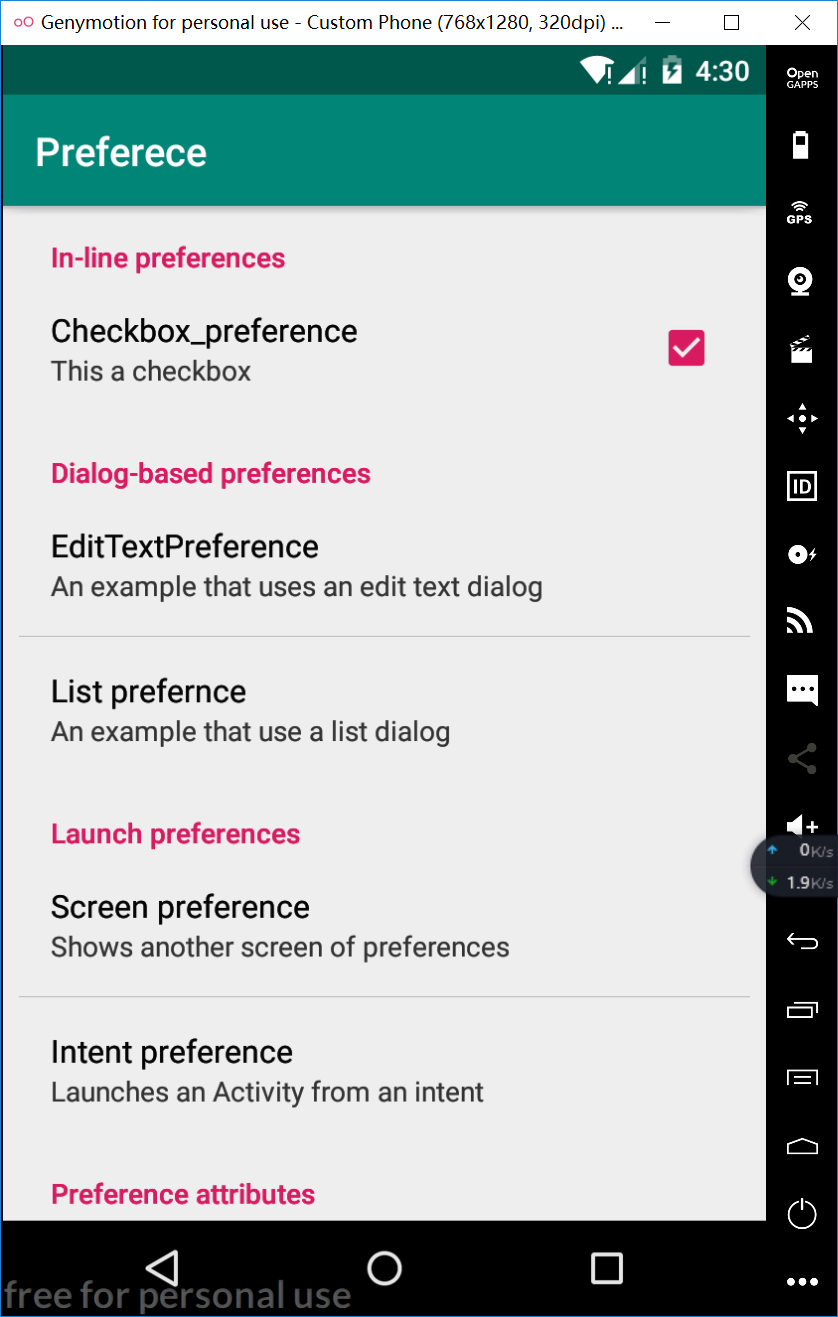 Genymotion for personal use - Custom Phone (768x1280, 320dpi) ...
4:30
Open
GAPPS
Preferece
GPS
In-line preferences
Checkbox_preference
This a checkbox
Dialog-based preferences
ID
EditTextPreference
An example that uses an edit text dialog
List prefernce
An example that use a list dialog
Launch preferences
0K/s
1.9K/s
Screen preference
Shows another screen of preferences
Intent preference
Launches an Activity from an intent
Preference attributes
free for personal use